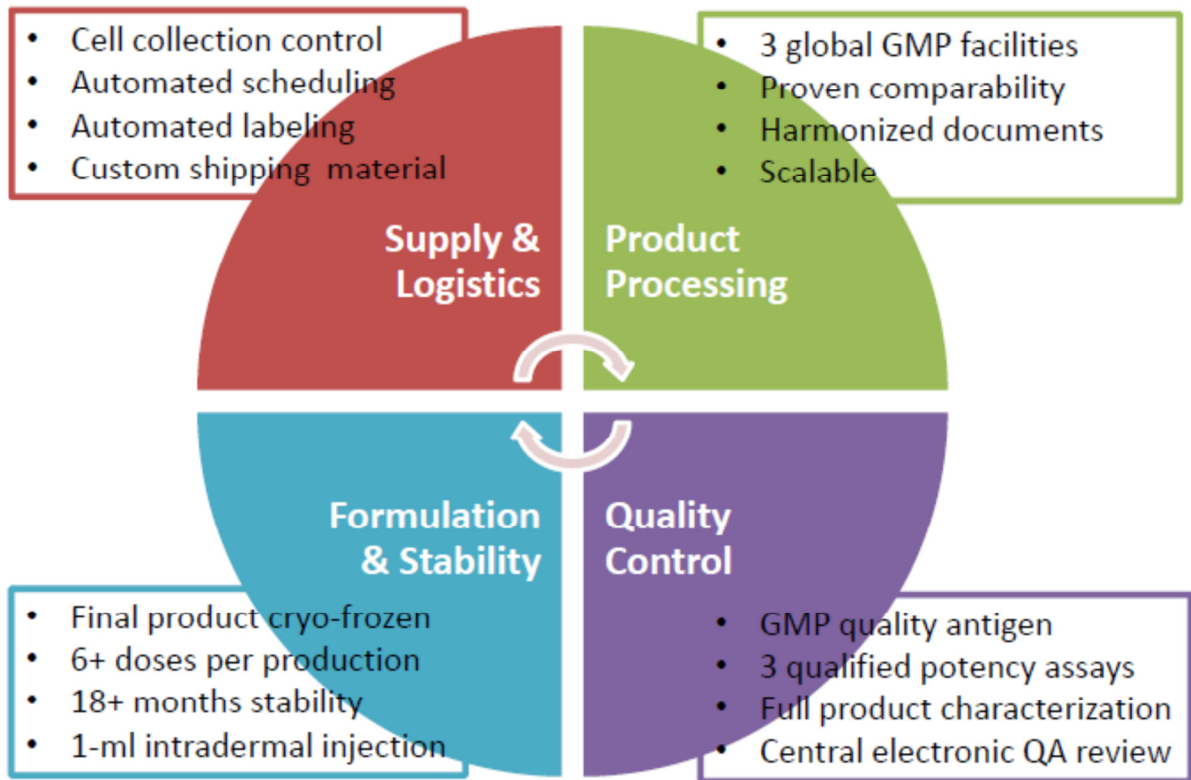 • Cell collection control
• Automated scheduling
• Automated labeling
• Custom shipping material
• 3 global GMP facilities
• Proven comparability
• Harmonized documents
• Scalable
Supply &
Logistics
Product
Processing
Formulation
& Stability
Quality
Control
• Final product cryo-frozen
• 6+ doses per production
• 18+ months stability
• 1-ml intradermal injection
• GMP quality antigen
• 3 qualified potency assays
• Full product characterization
• Central electronic QA review